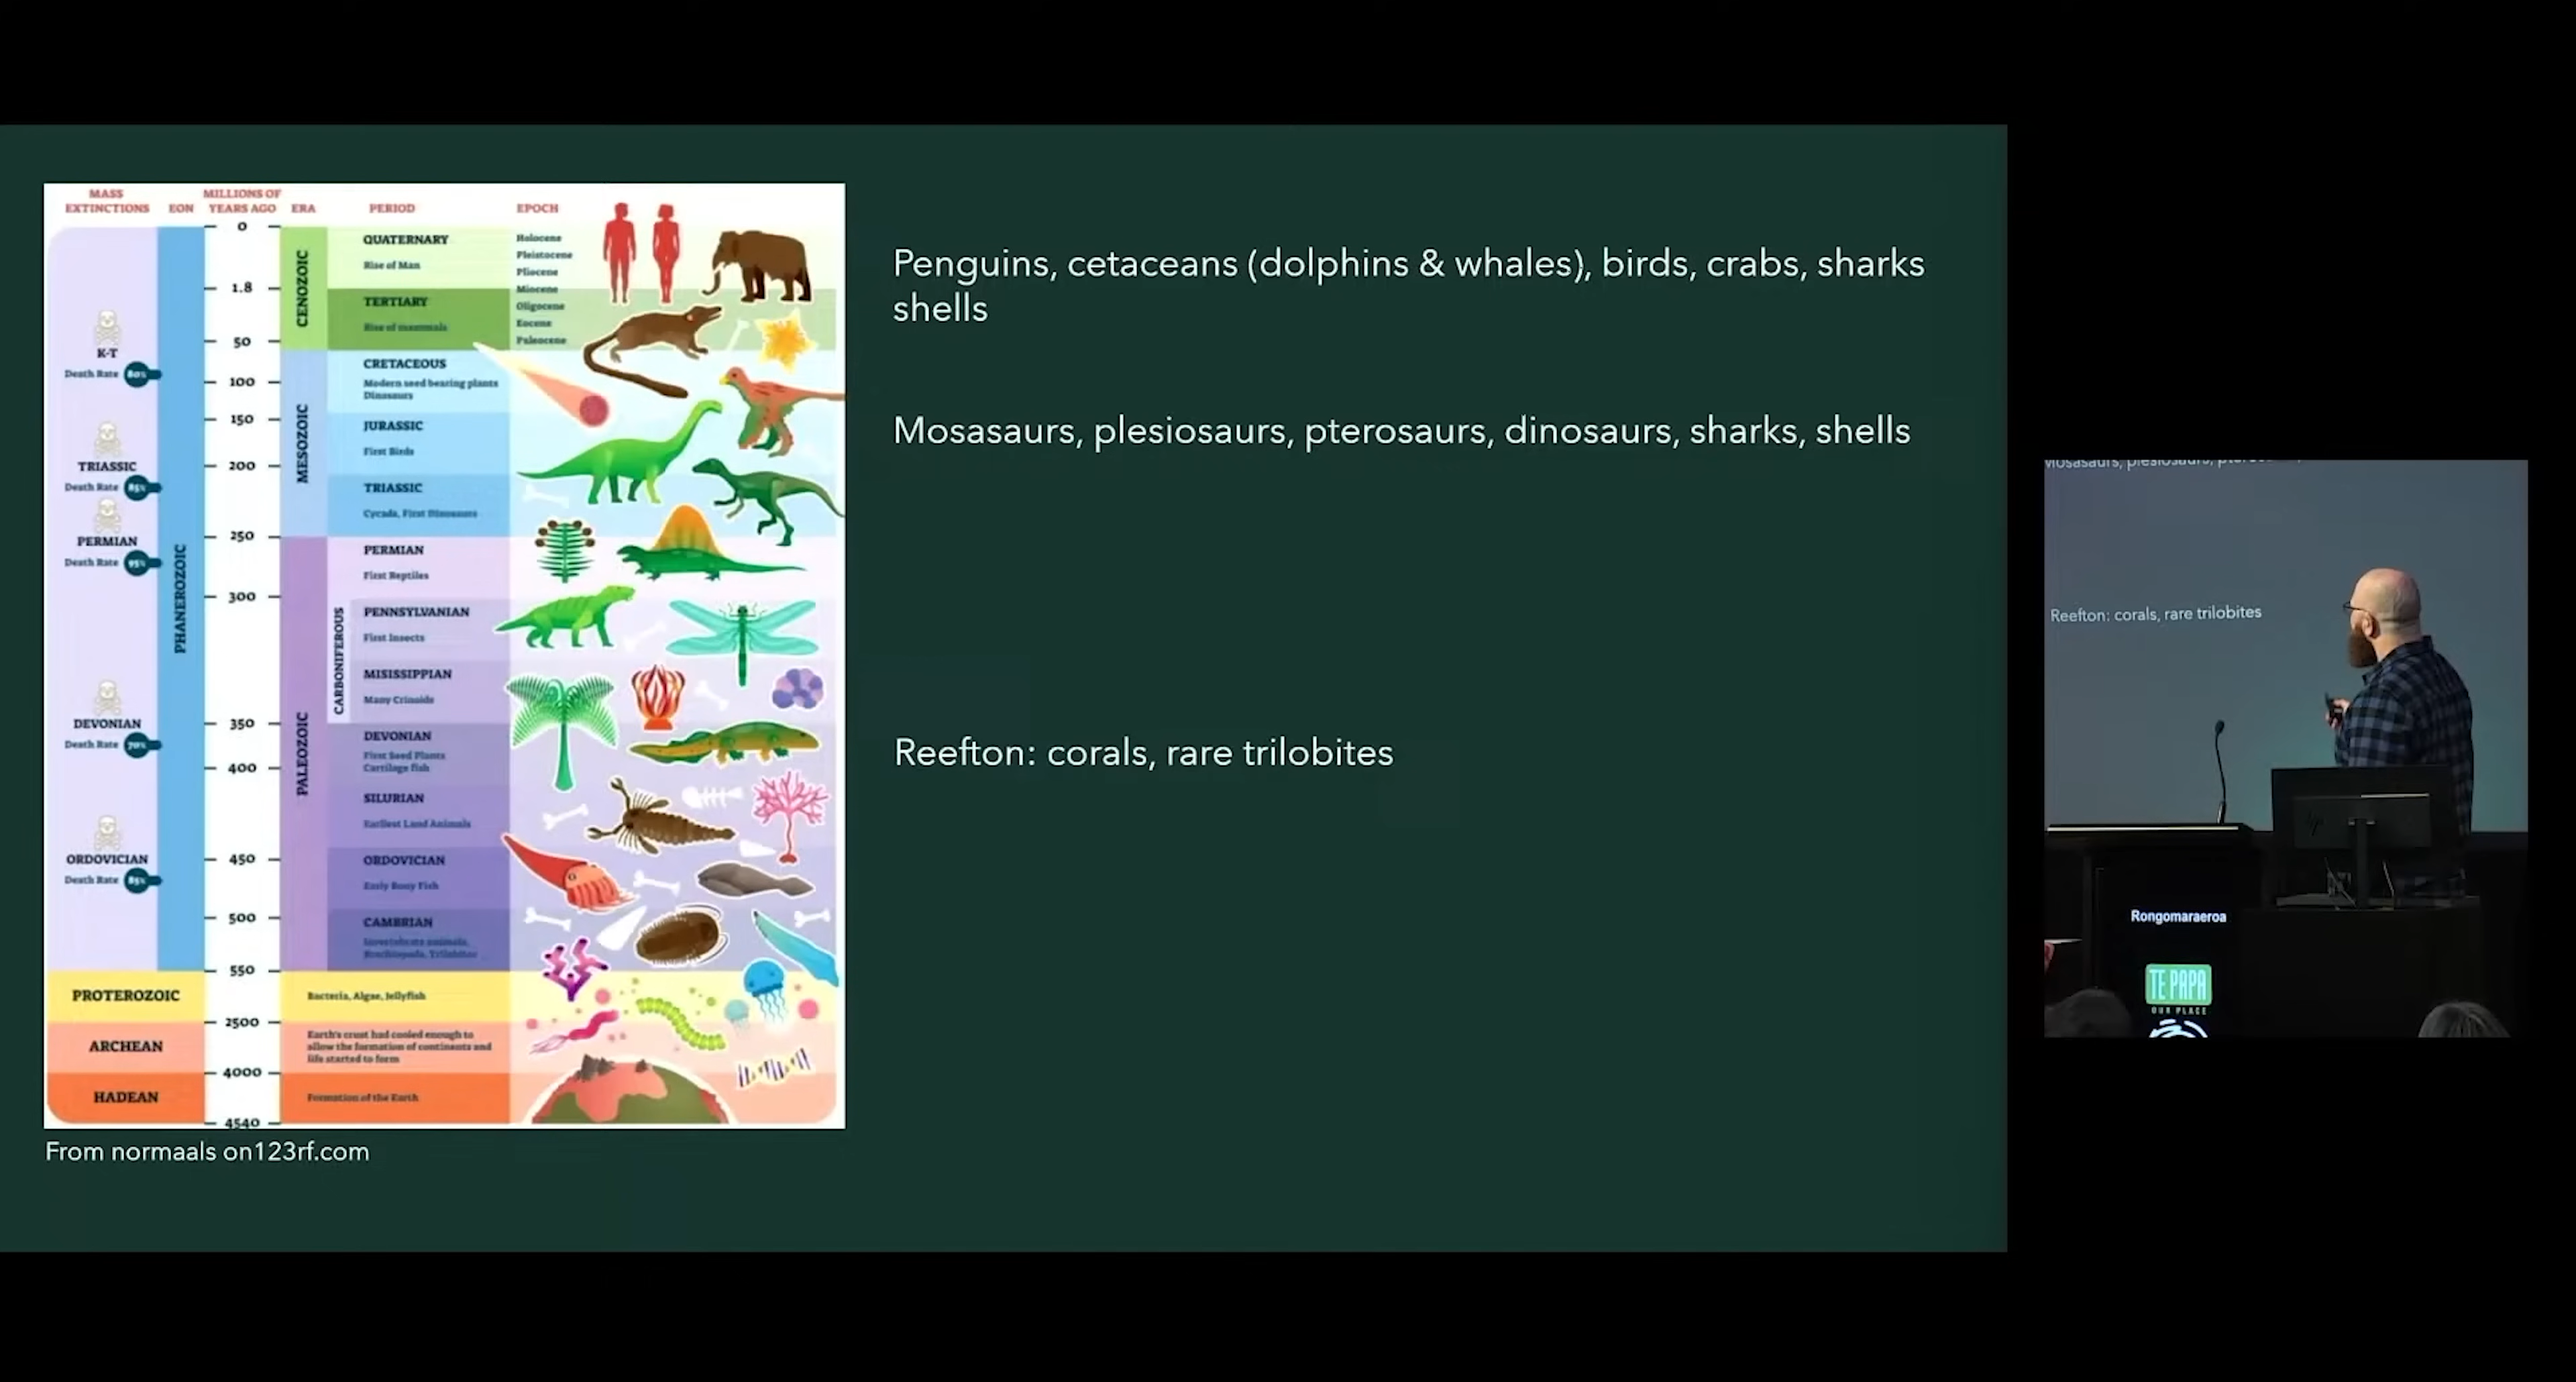 MASS EXTINCTIONS
EON
MILLIONS OF YEARS AGO
ERA
PERIOD
EPOCH
0
1.8
50
100
150
200
250
300
350
400
450
500
550
2500
4000
4540
K-T
Death Rate 80%
TRIASSIC
Death Rate 85%
PERMIAN
Death Rate 95%
DEVONIAN
Death Rate 70%
ORDOVICIAN
Death Rate 85%
PHANEROZOIC
CENOZOIC
MESOZOIC
PALEOZOIC
CARBONIFEROUS
QUATERNARY
Rise of Man
TERTIARY
Rise of mammals
Holocene
Pleistocene
Pliocene
Miocene
Oligocene
Eocene
Paleocene
CRETACEOUS
Modern seed bearing plants
Dinosaurs
JURASSIC
First Birds
TRIASSIC
Cycads, First Dinosaurs
PERMIAN
First Reptiles
PENNSYLVANIAN
First Insects
MISISSIPPIAN
Many Crinoids
DEVONIAN
First Seed Plants
Cartilage fish
SILURIAN
Earliest Land Animals
ORDOVICIAN
Early Bony Fish
CAMBRIAN
Invertebrate animals,
Brachiopods, Trilobites
PROTEROZOIC
Bacteria, Algae, Jellyfish
ARCHEAN
Earth's crust had cooled enough to
allow the formation of continents and
life started to form
HADEAN
Formation of the Earth
From normaals on123rf.com
Penguins, cetaceans (dolphins & whales), birds, crabs, sharks
shells
Mosasaurs, plesiosaurs, pterosaurs, dinosaurs, sharks, shells
Reefton: corals, rare trilobites
Mosasaurs, plesiosaurs,
Reefton: corals, rare trilobites
Rongomaraeroa
TE PAPA
OUR PLACE